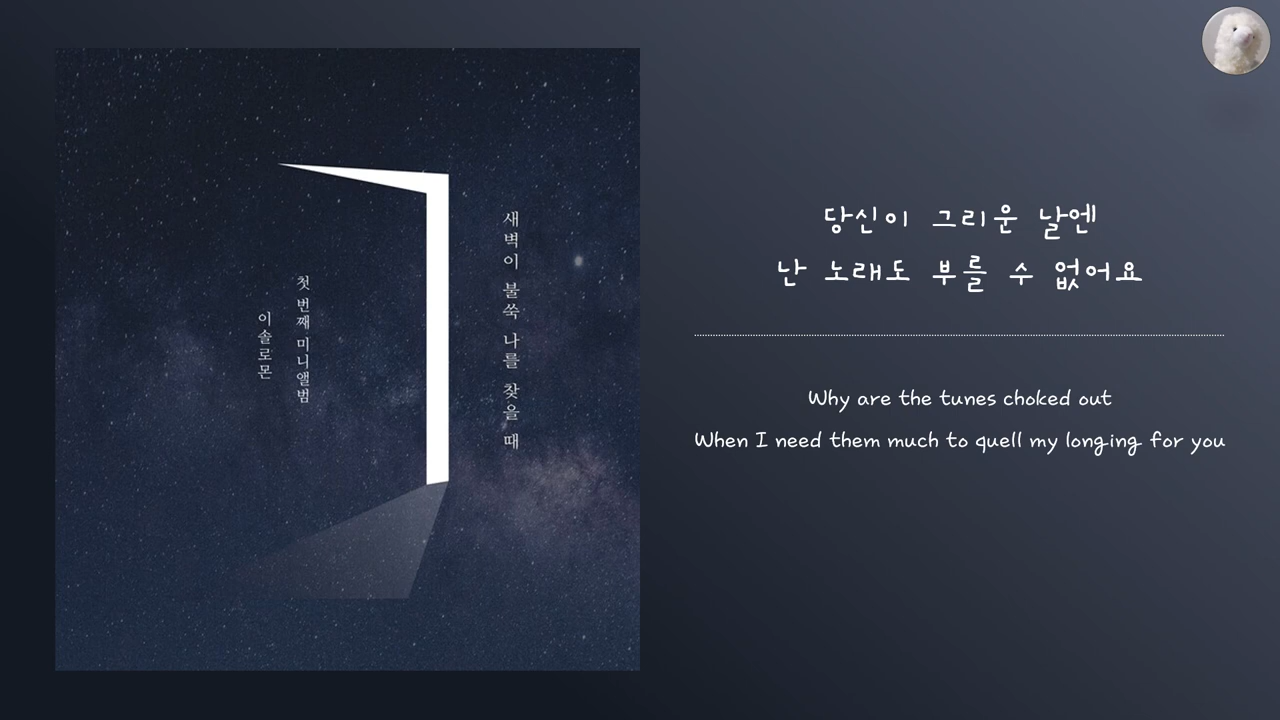 새벽이 불쑥 나를 찾을 때
첫 번째 미니앨범
이솔로몬
당신이 그리운 날엔
난 노래도 부를 수 없어요
Why are the tunes choked out
When I need them much to quell my longing for you